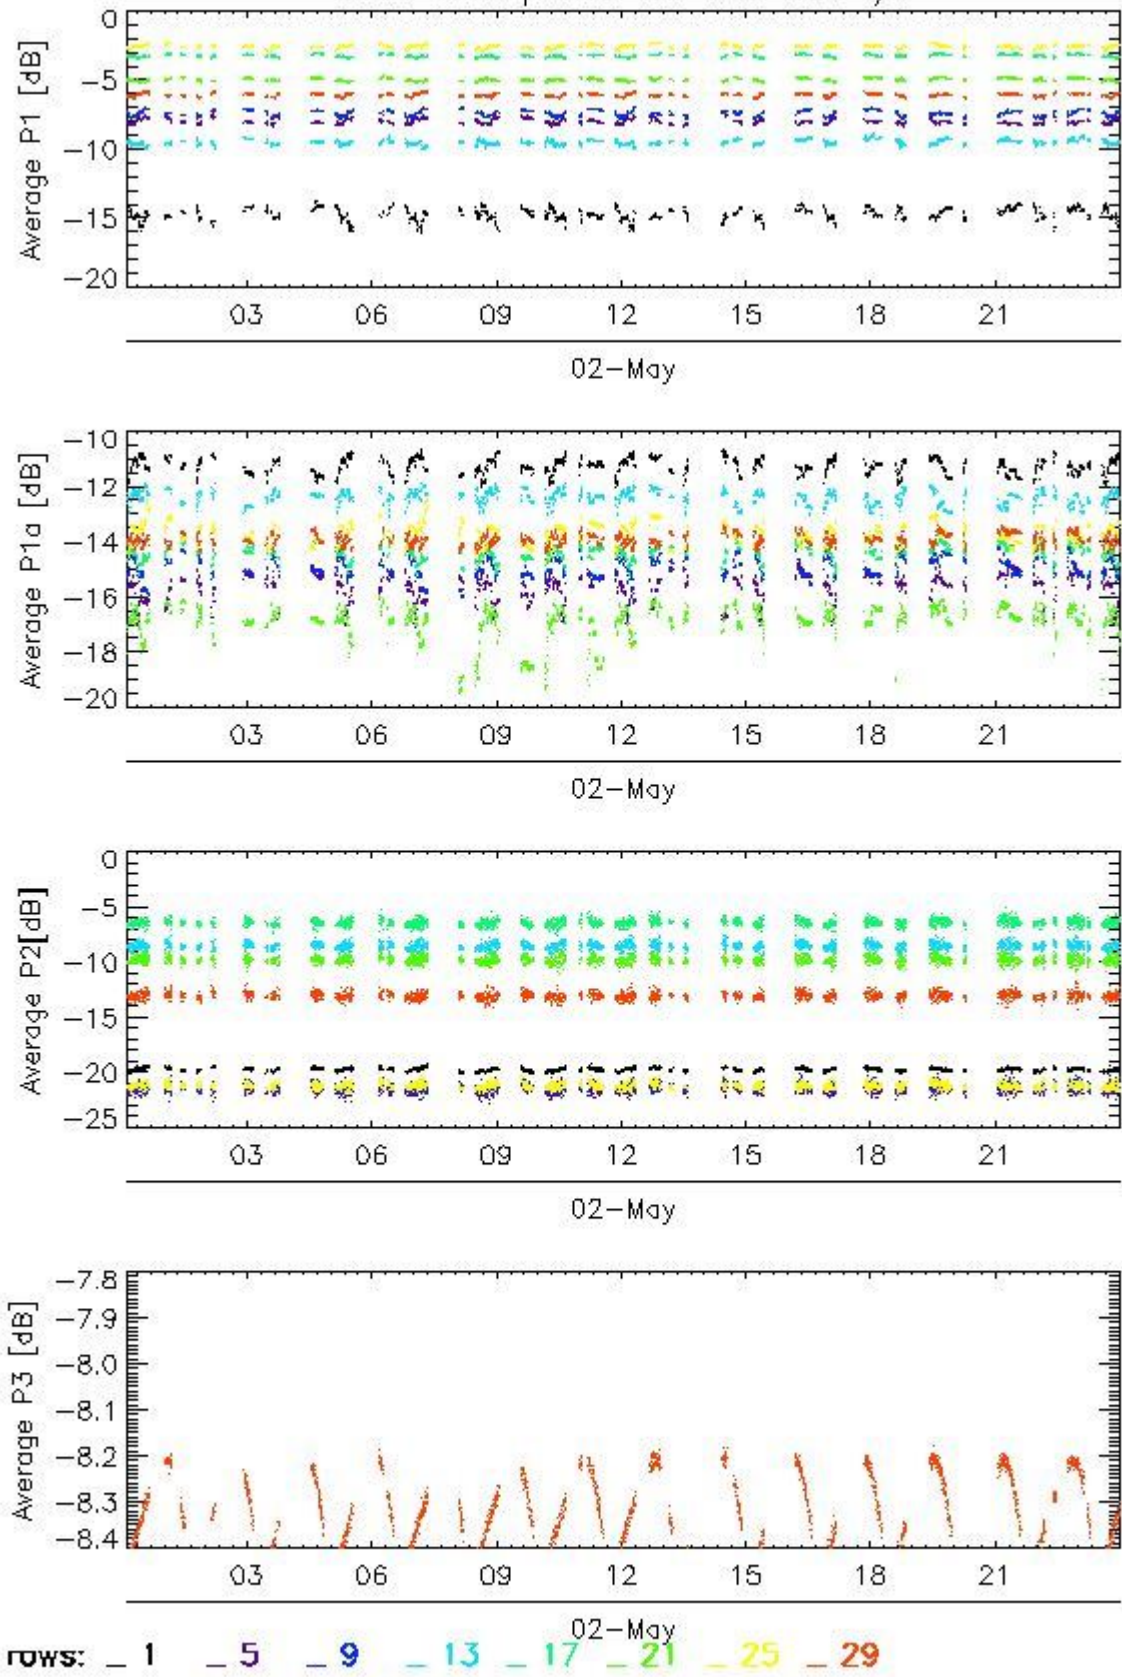 0
−5
−10
−15
−20
Average P1 [dB]
03 06 09 12 15 18 21
02−May
−10
−12
−14
−16
−18
−20
Average P1a [dB]
03 06 09 12 15 18 21
02−May
0
−5
−10
−15
−20
−25
Average P2[dB]
03 06 09 12 15 18 21
02−May
−7.8
−7.9
−8.0
−8.1
−8.2
−8.3
−8.4
Average P3 [dB]
03 06 09 12 15 18 21
02−May
rows: _ 1 _ 5 _ 9 _ 13 _ 17 _ 21 _ 25 _ 29